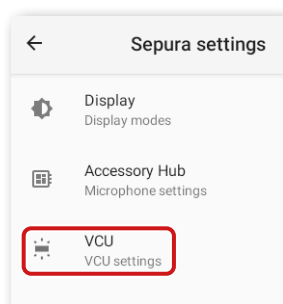 Sepura settings
Display
Display modes
Accessory Hub
Microphone settings
VCU
VCU settings